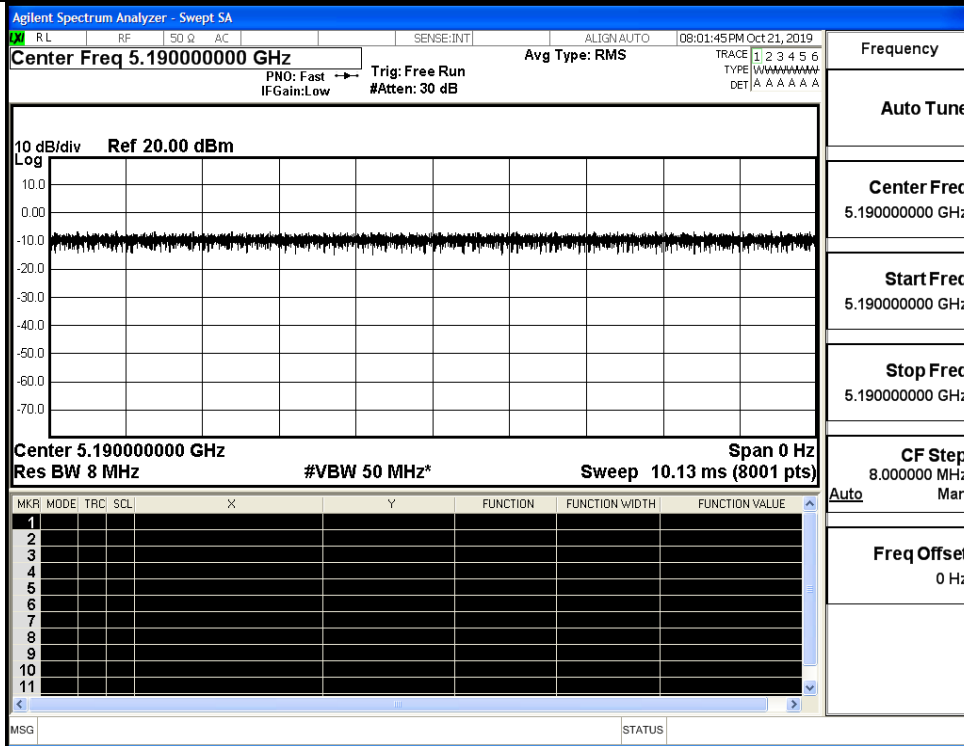 Agilent Spectrum Analyzer - Swept SA
LXI RL RF 50 Ω AC SENSE:INT ALIGNAUTO 08:01:45PM Oct 21, 2019
Center Freq 5.190000000 GHz
Avg Type: RMS
TRACE 1 2 3 4 5 6
PNO: Fast
Trig: Free Run
TYPE WWWWWW
IFGain:Low
#Atten: 30 dB
DET A A A A A A
10 dB/div Ref 20.00 dBm
Log
10.0
0.00
-10.0
-20.0
-30.0
-40.0
-50.0
-60.0
-70.0
Center 5.190000000 GHz Span 0 Hz
Res BW 8 MHz #VBW 50 MHz* Sweep 10.13 ms (8001 pts)
MKR MODE TRC SCL X Y FUNCTION FUNCTION WIDTH FUNCTION VALUE
1
2
3
4
5
6
7
8
9
10
11
MSG STATUS
Frequency
Auto Tune
Center Freq
5.190000000 GHz
Start Freq
5.190000000 GHz
Stop Freq
5.190000000 GHz
CF Step
8.000000 MHz
Auto Man
Freq Offset
0 Hz